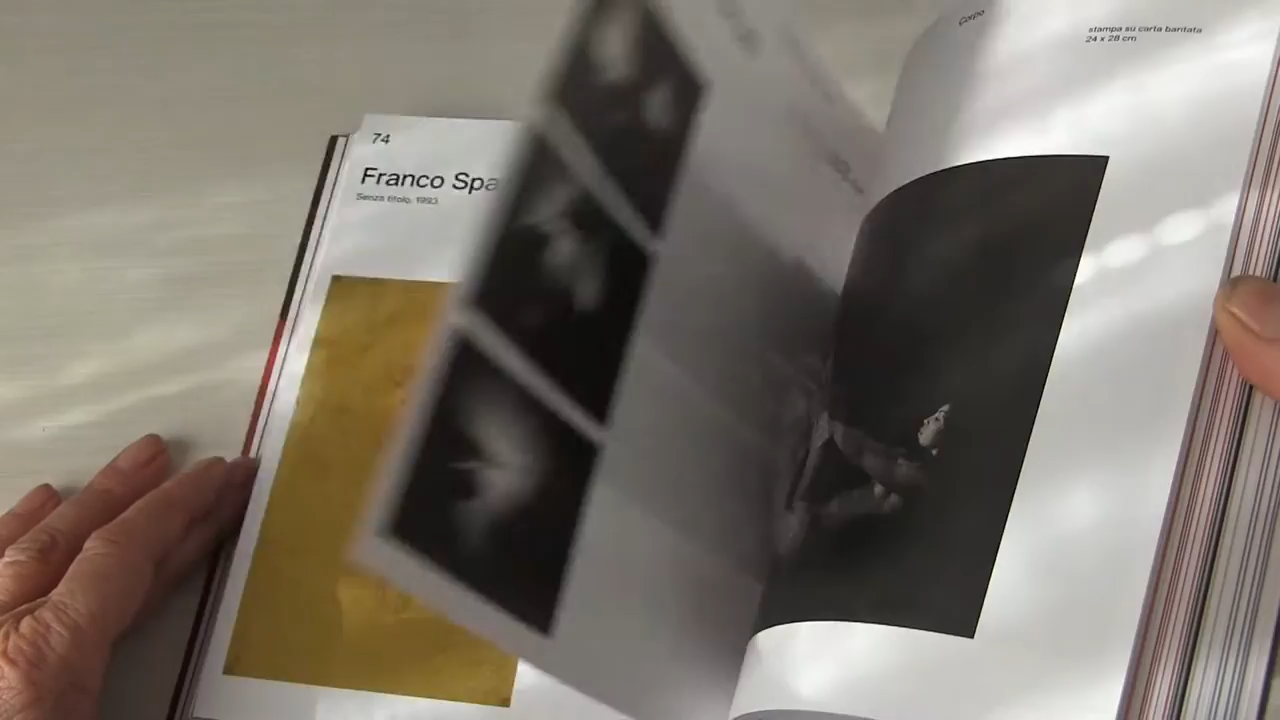 74
Franco Spa
Senza titolo, 1993
Corpo
stampa su carta baritata
24 x 28 cm